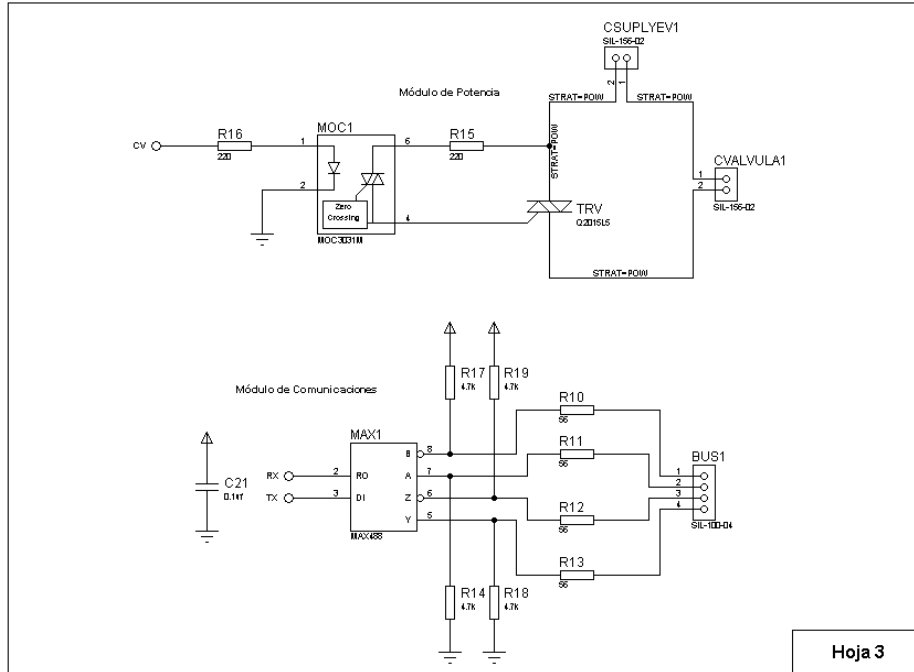 CSUPLYEV1
SIL-156-02
2 1
Módulo de Potencia
STRAT=POW
STRAT=POW
MOC1
R16
R15
CV
1
6
220
220
STRAT=POW
STRAT=POW
CVALVULA1
1
2
SIL-156-02
2
Zero
Crossing
4
TRV
Q2015L5
MOC3031M
STRAT=POW
R17
4.7k
R19
4.7k
Módulo de Comunicaciones
R10
56
MAX1
R11
56
BUS1
B 8
RX
2 RO
A 7
C21
0.1uf
TX
3 DI
Z 6
Y 5
1
2
3
4
R12
56
SIL-100-04
MAX488
R13
56
R14
4.7k
R18
4.7k
Hoja 3